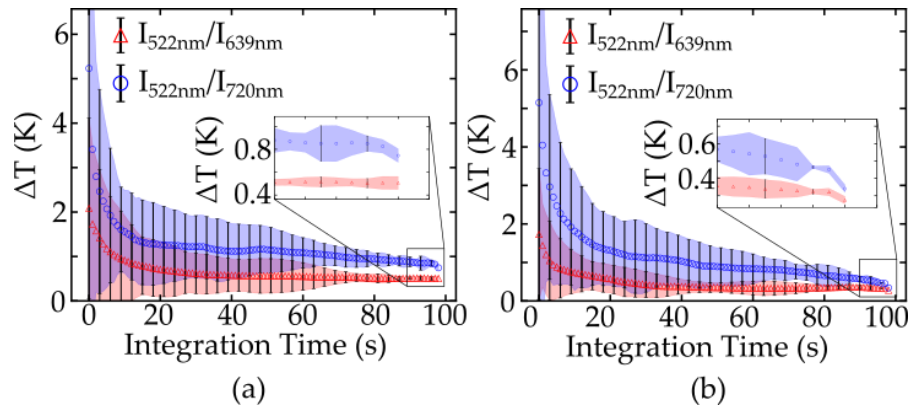 I522nm/I639nm
I522nm/I720nm
ΔT (K)
6
4
2
0
ΔT (K)
0.8
0.4
0 20 40 60 80 100
Integration Time (s)
(a)
I522nm/I639nm
I522nm/I720nm
ΔT (K)
6
4
2
0
ΔT (K)
0.6
0.4
0 20 40 60 80 100
Integration Time (s)
(b)